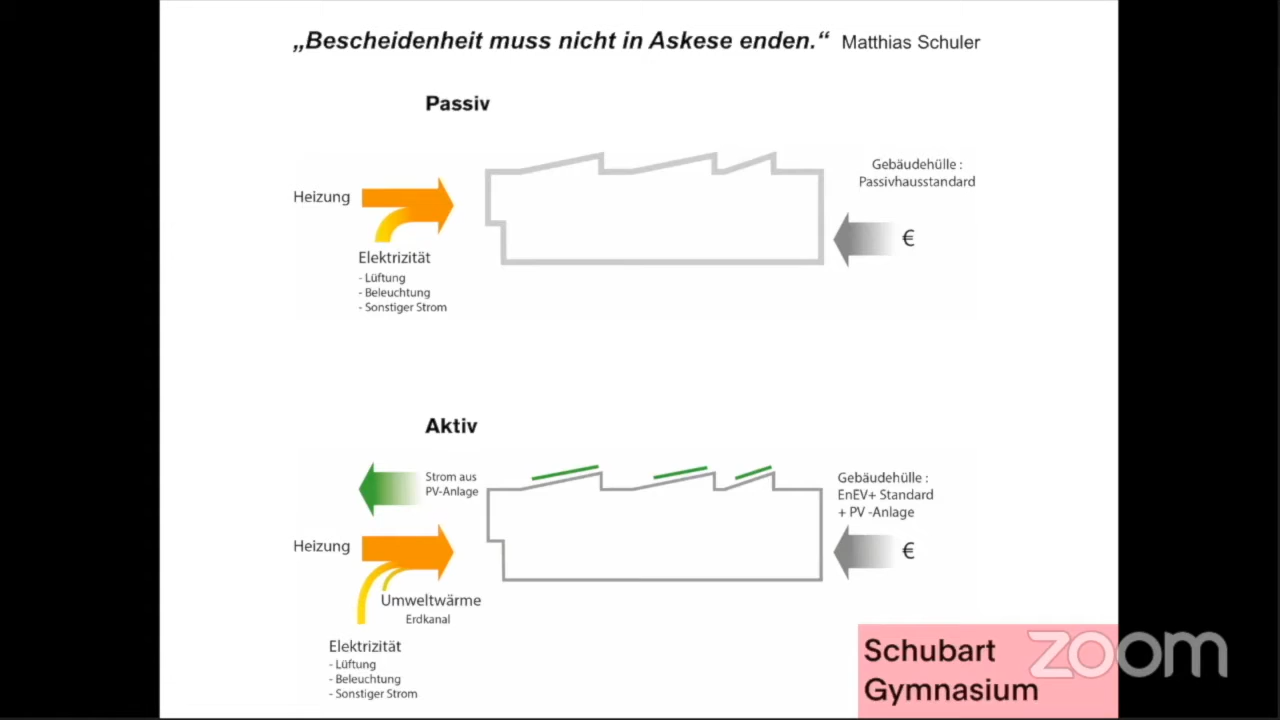 „Bescheidenheit muss nicht in Askese enden.“ Matthias Schuler
Passiv
Heizung
Elektrizität
- Lüftung
- Beleuchtung
- Sonstiger Strom
Gebäudehülle :
Passivhausstandard
€
Aktiv
Strom aus
PV-Anlage
Heizung
Umweltwärme
Erdkanal
Elektrizität
- Lüftung
- Beleuchtung
- Sonstiger Strom
Gebäudehülle :
EnEV+ Standard
+ PV -Anlage
€
Schubart
Gymnasium
zoom